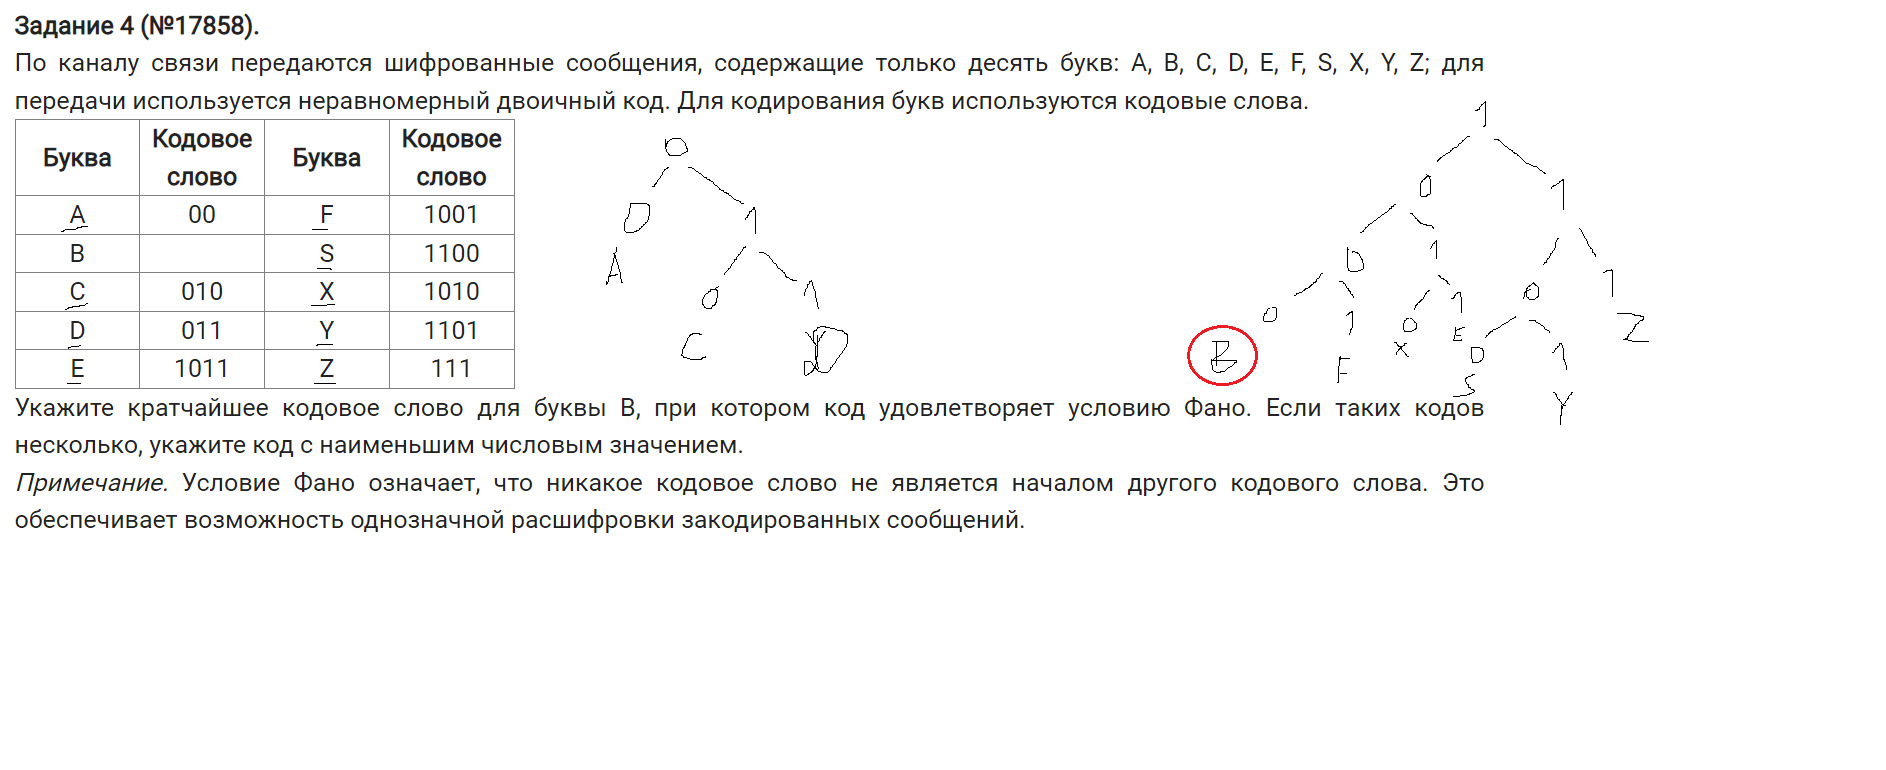 Задание 4 (№17858).
По каналу связи передаются шифрованные сообщения, содержащие только десять букв: A, B, C, D, E, F, S, X, Y, Z; для
передачи используется неравномерный двоичный код. Для кодирования букв используются кодовые слова.
Буква Кодовое слово Буква Кодовое слово
A 00 F 1001
B S 1100
C 010 X 1010
D 011 Y 1101
E 1011 Z 111
0
0 1
A
0 1
C D
1
0 1
0 1 0 1
0 1 0 1 0 1 Z
B F X E S Y
Укажите кратчайшее кодовое слово для буквы B, при котором код удовлетворяет условию Фано. Если таких кодов
несколько, укажите код с наименьшим числовым значением.
Примечание. Условие Фано означает, что никакое кодовое слово не является началом другого кодового слова. Это
обеспечивает возможность однозначной расшифровки закодированных сообщений.